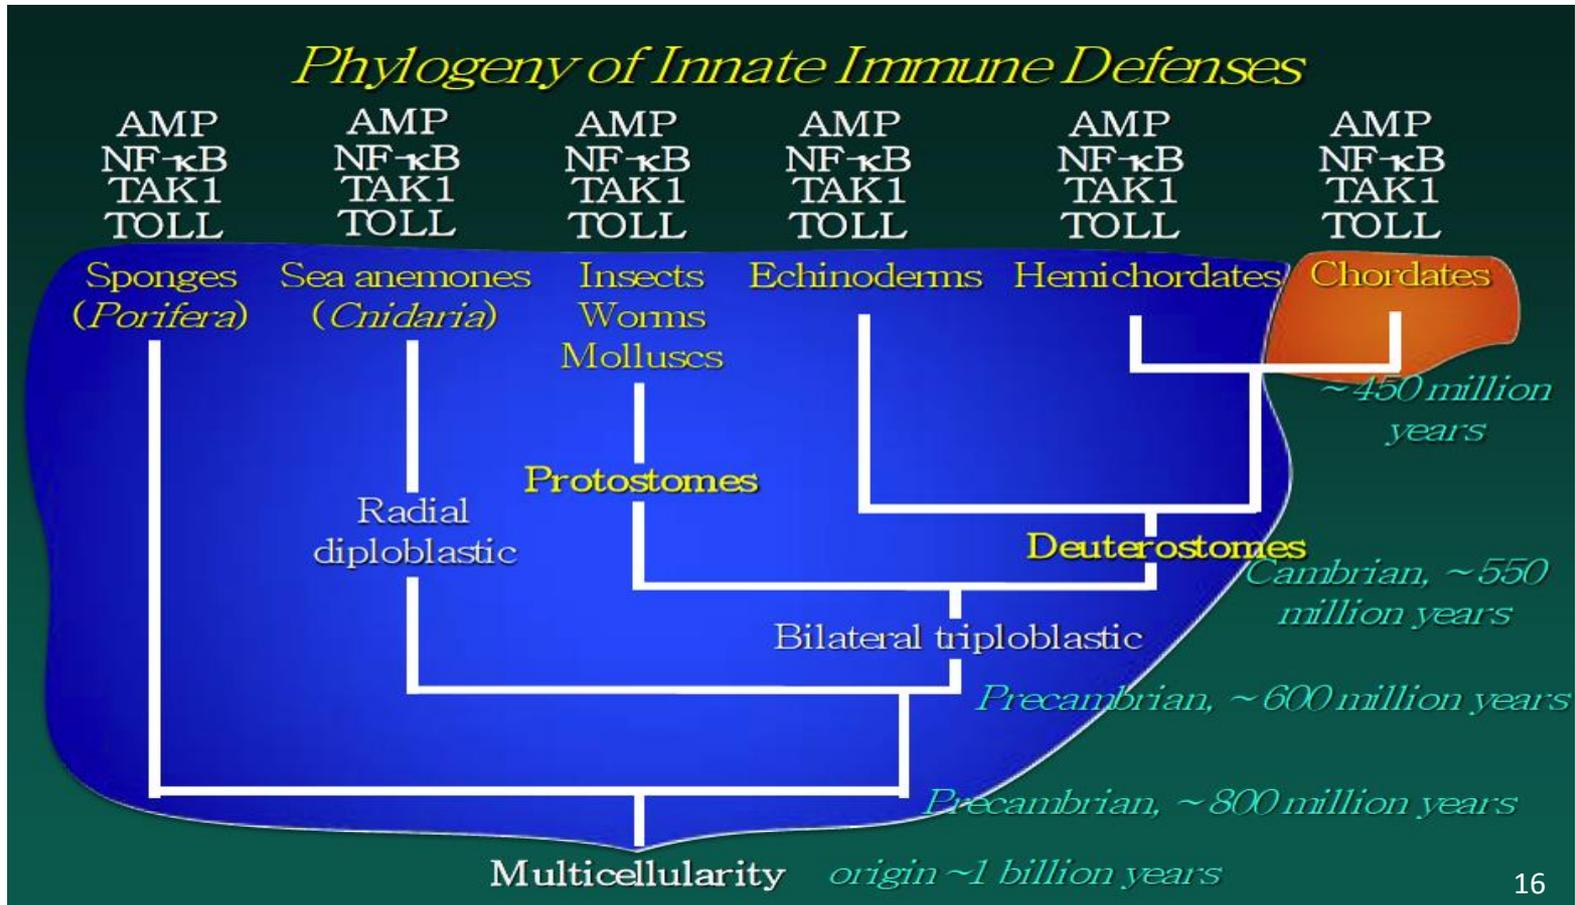 Phylogeny of Innate Immune Defenses
AMP
NF-κB
TAK1
TOLL
AMP
NF-κB
TAK1
TOLL
AMP
NF-κB
TAK1
TOLL
AMP
NF-κB
TAK1
TOLL
AMP
NF-κB
TAK1
TOLL
AMP
NF-κB
TAK1
TOLL
Sponges
(Porifera)
Sea anemones
(Cnidaria)
Insects
Worms
Molluscs
Echinoderms
Hemichordates
Chordates
~450 million
years
Protostomes
Radial
diploblastic
Deuterostomes
Cambrian, ~550
million years
Bilateral triploblastic
Precambrian, ~600 million years
Precambrian, ~800 million years
Multicellularity
origin ~1 billion years
16